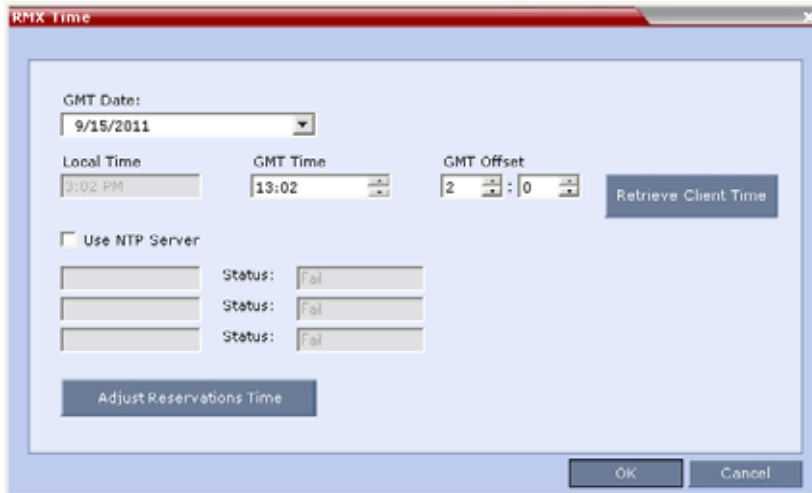 RMX Time
x
GMT Date:
9/15/2011
Local Time GMT Time GMT Offset
3:02 PM 13:02 2 : 0 Retrieve Client Time
Use NTP Server
Status: Fail
Status: Fail
Status: Fail
Adjust Reservations Time
OK Cancel